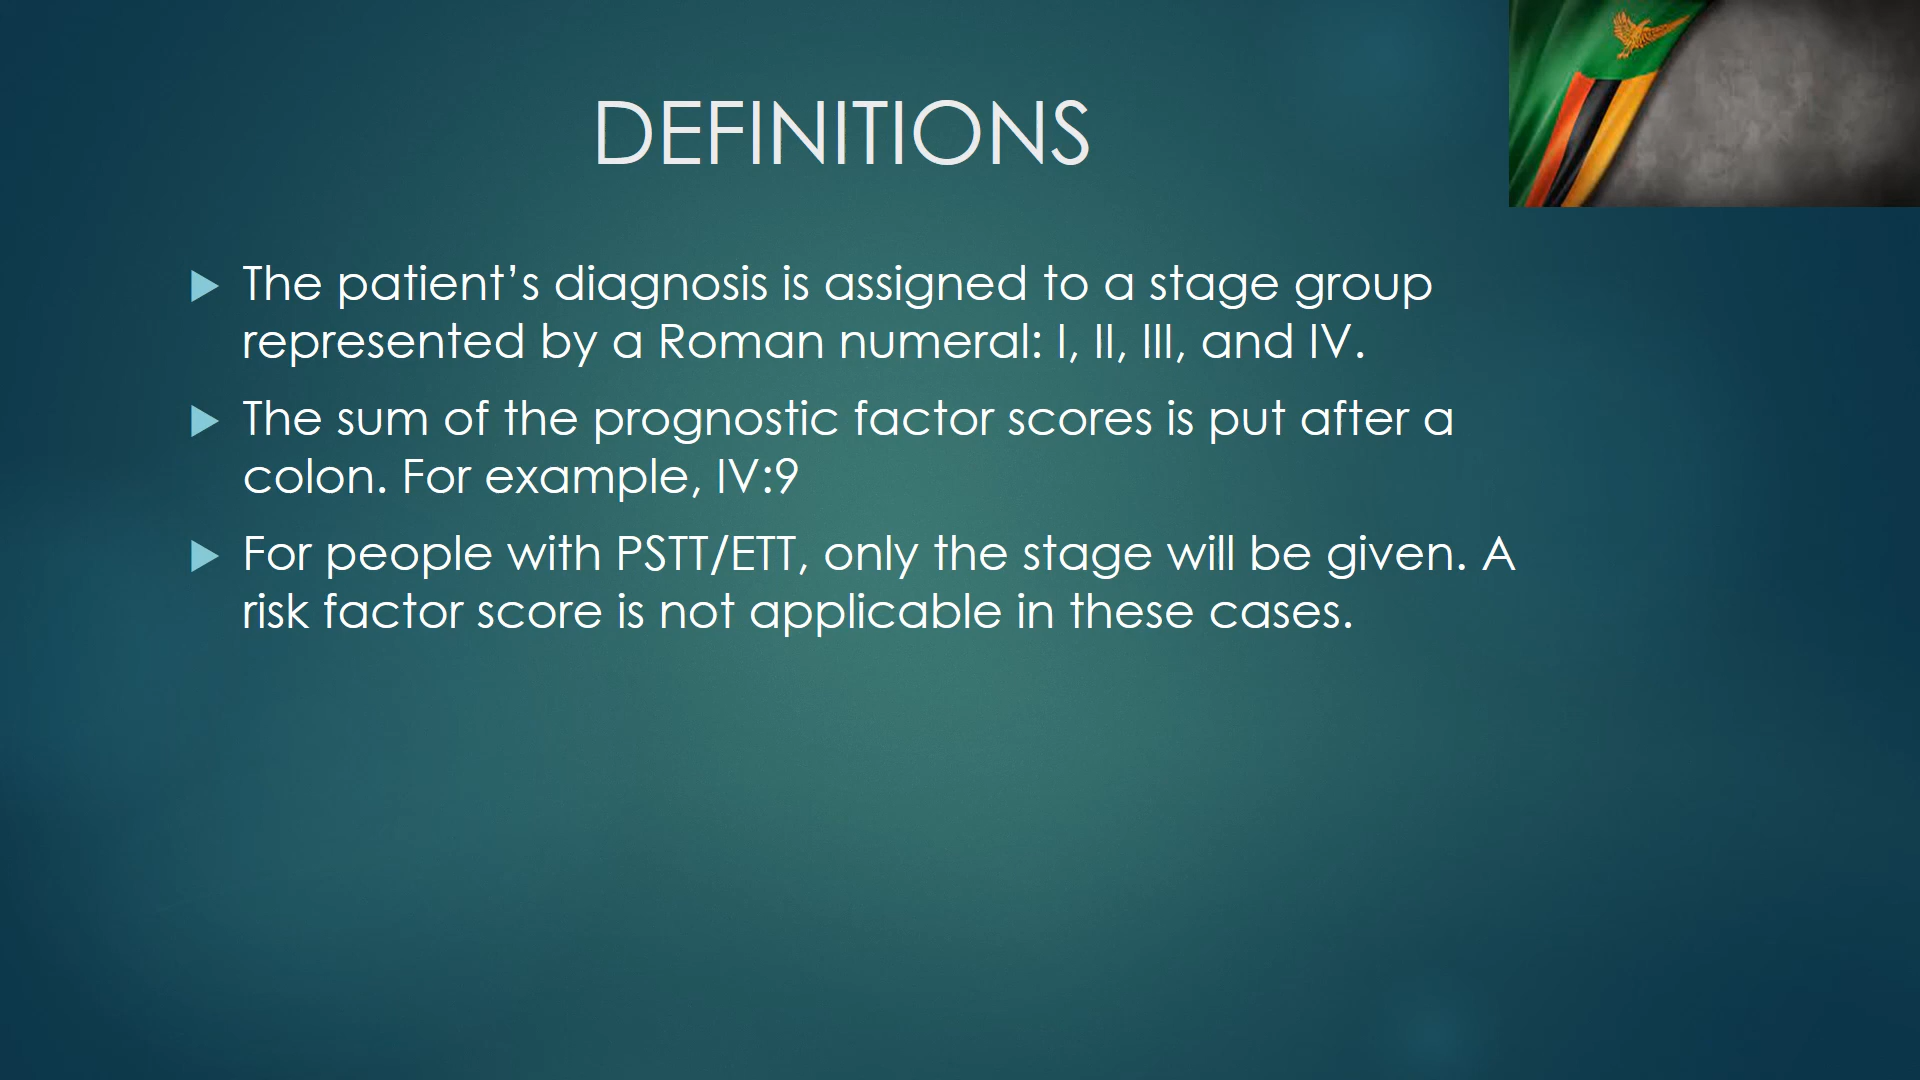 DEFINITIONS
The patient’s diagnosis is assigned to a stage group
represented by a Roman numeral: I, II, III, and IV.
The sum of the prognostic factor scores is put after a
colon. For example, IV:9
For people with PSTT/ETT, only the stage will be given. A
risk factor score is not applicable in these cases.